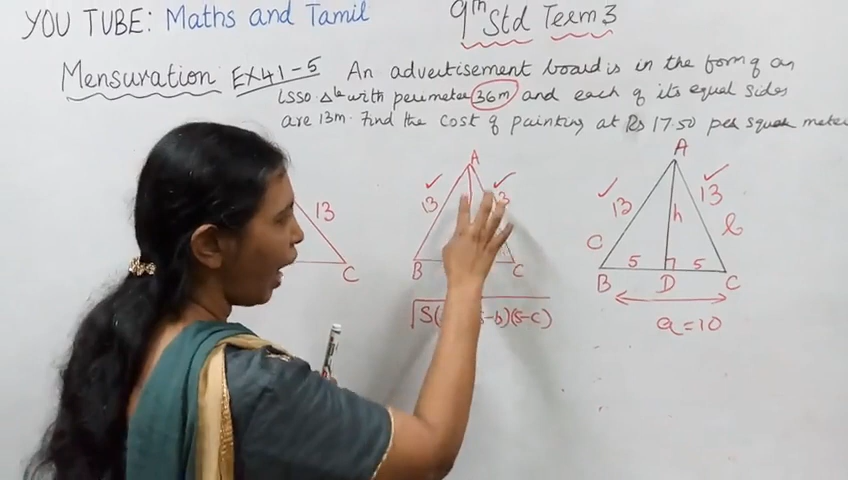 YOU TUBE: Maths and Tamil
9th Std Term 3
Mensuration EX 4.1-5 An advertisement board is in the form of an
Isso. Δle with perimeter 36m and each of its equal sides
are 13m. Find the cost of painting at Rs 17.50 per square meter
A
A
13
13
13
13
13
h
b
C
5
5
C
B
C
B
D
C
√S( -b)(s-c)
a=10